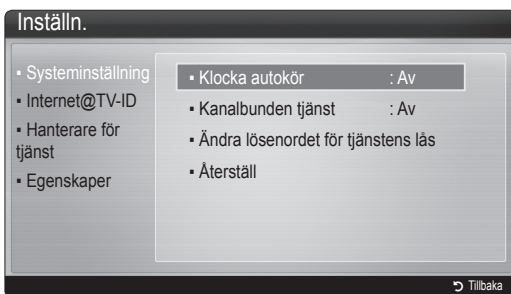 Inställn.
▪ Systeminställning
▪ Internet@TV-ID
▪ Hanterare för
tjänst
▪ Egenskaper
▪ Klocka autokör : Av
▪ Kanalbunden tjänst : Av
▪ Ändra lösenordet för tjänstens lås
▪ Återställ
Tillbaka